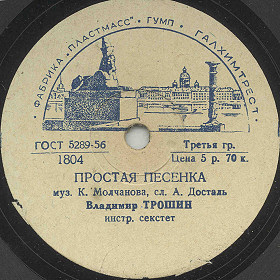 ФАБРИКА „ПЛАСТМАСС" • ГУМП • ГАЛХИМТРЕСТ
ГОСТ 5289-56 Третья гр.
1804 Цена 5 р. 70 к.
ПРОСТАЯ ПЕСЕНКА
муз. К. Молчанова, сл. А. Досталь
Владимир ТРОШИН
инстр. секстет